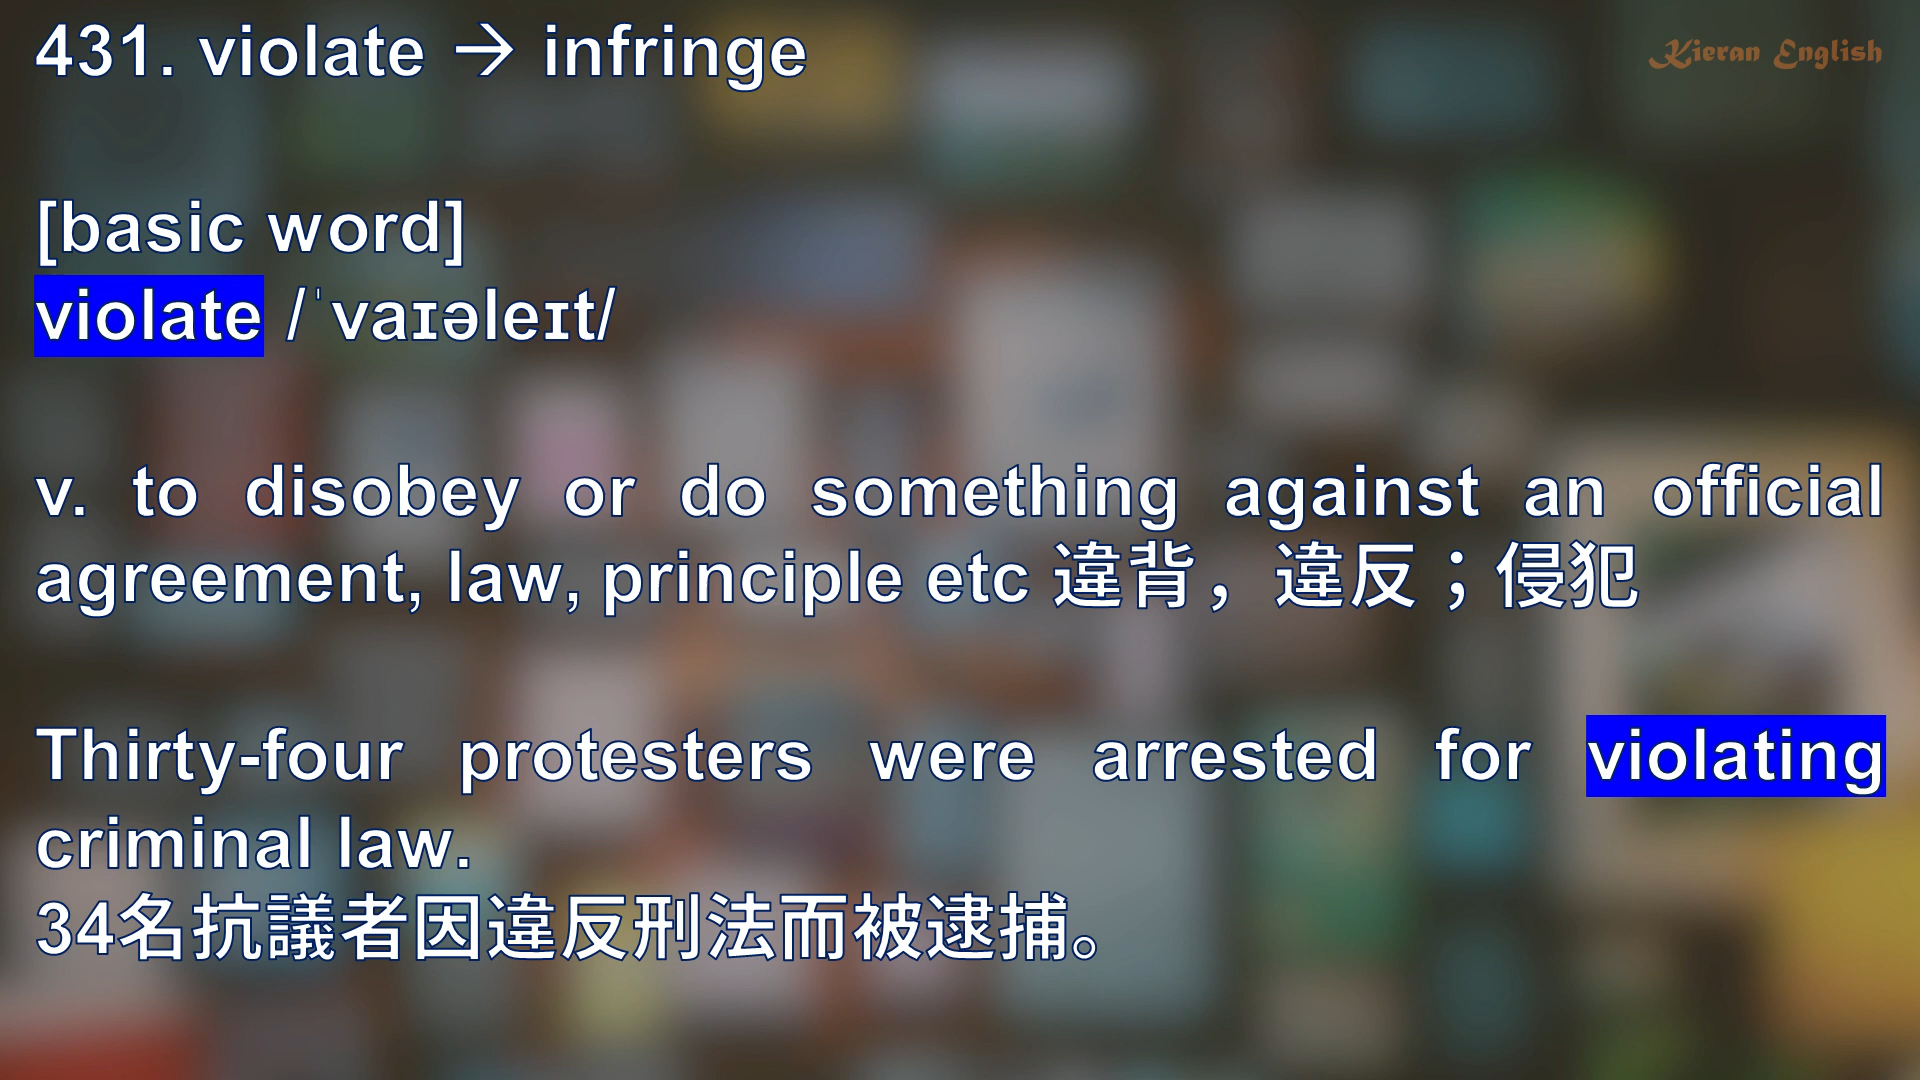 431. violate → infringe
Kieran English
[basic word]
violate /ˈvaɪəleɪt/
v. to disobey or do something against an official
agreement, law, principle etc 違背，違反；侵犯
Thirty-four protesters were arrested for violating
criminal law.
34名抗議者因違反刑法而被逮捕。